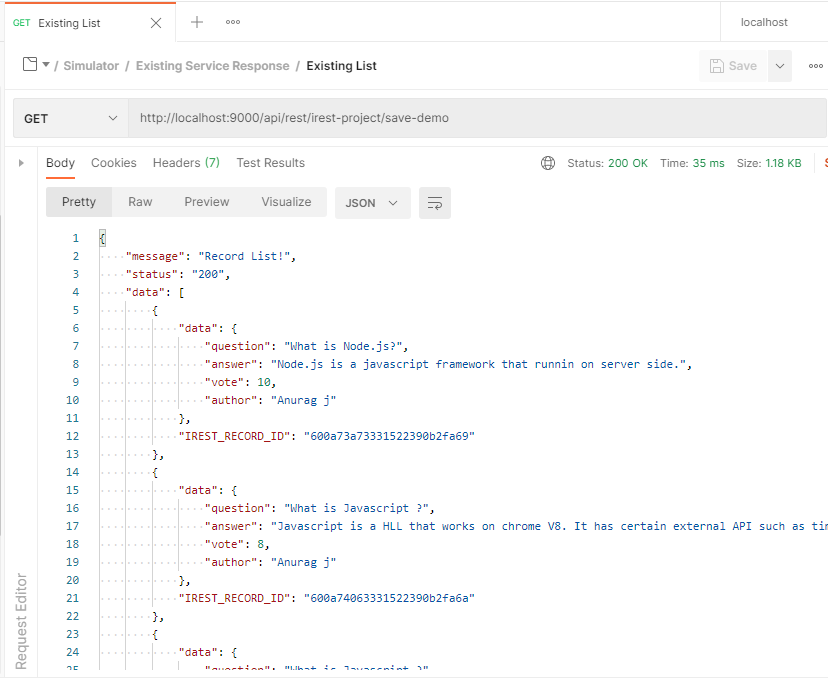 GET Existing List
localhost
/ Simulator / Existing Service Response / Existing List
Save
GET http://localhost:9000/api/rest/irest-project/save-demo
Body Cookies Headers (7) Test Results Status: 200 OK Time: 35 ms Size: 1.18 KB
Pretty Raw Preview Visualize JSON
1 {
2 "message": "Record List!",
3 "status": "200",
4 "data": [
5 {
6 "data": {
7 "question": "What is Node.js?",
8 "answer": "Node.js is a javascript framework that runnin on server side.",
9 "vote": 10,
10 "author": "Anurag j"
11 },
12 "IREST_RECORD_ID": "600a73a73331522390b2fa69"
13 },
14 {
15 "data": {
16 "question": "What is Javascript ?",
17 "answer": "Javascript is a HLL that works on chrome V8. It has certain external API such as
18 "vote": 8,
19 "author": "Anurag j"
20 },
21 "IREST_RECORD_ID": "600a74063331522390b2fa6a"
22 },
23 {
24 "data": {
25 "question": "What is Javascript ?"
Request Editor